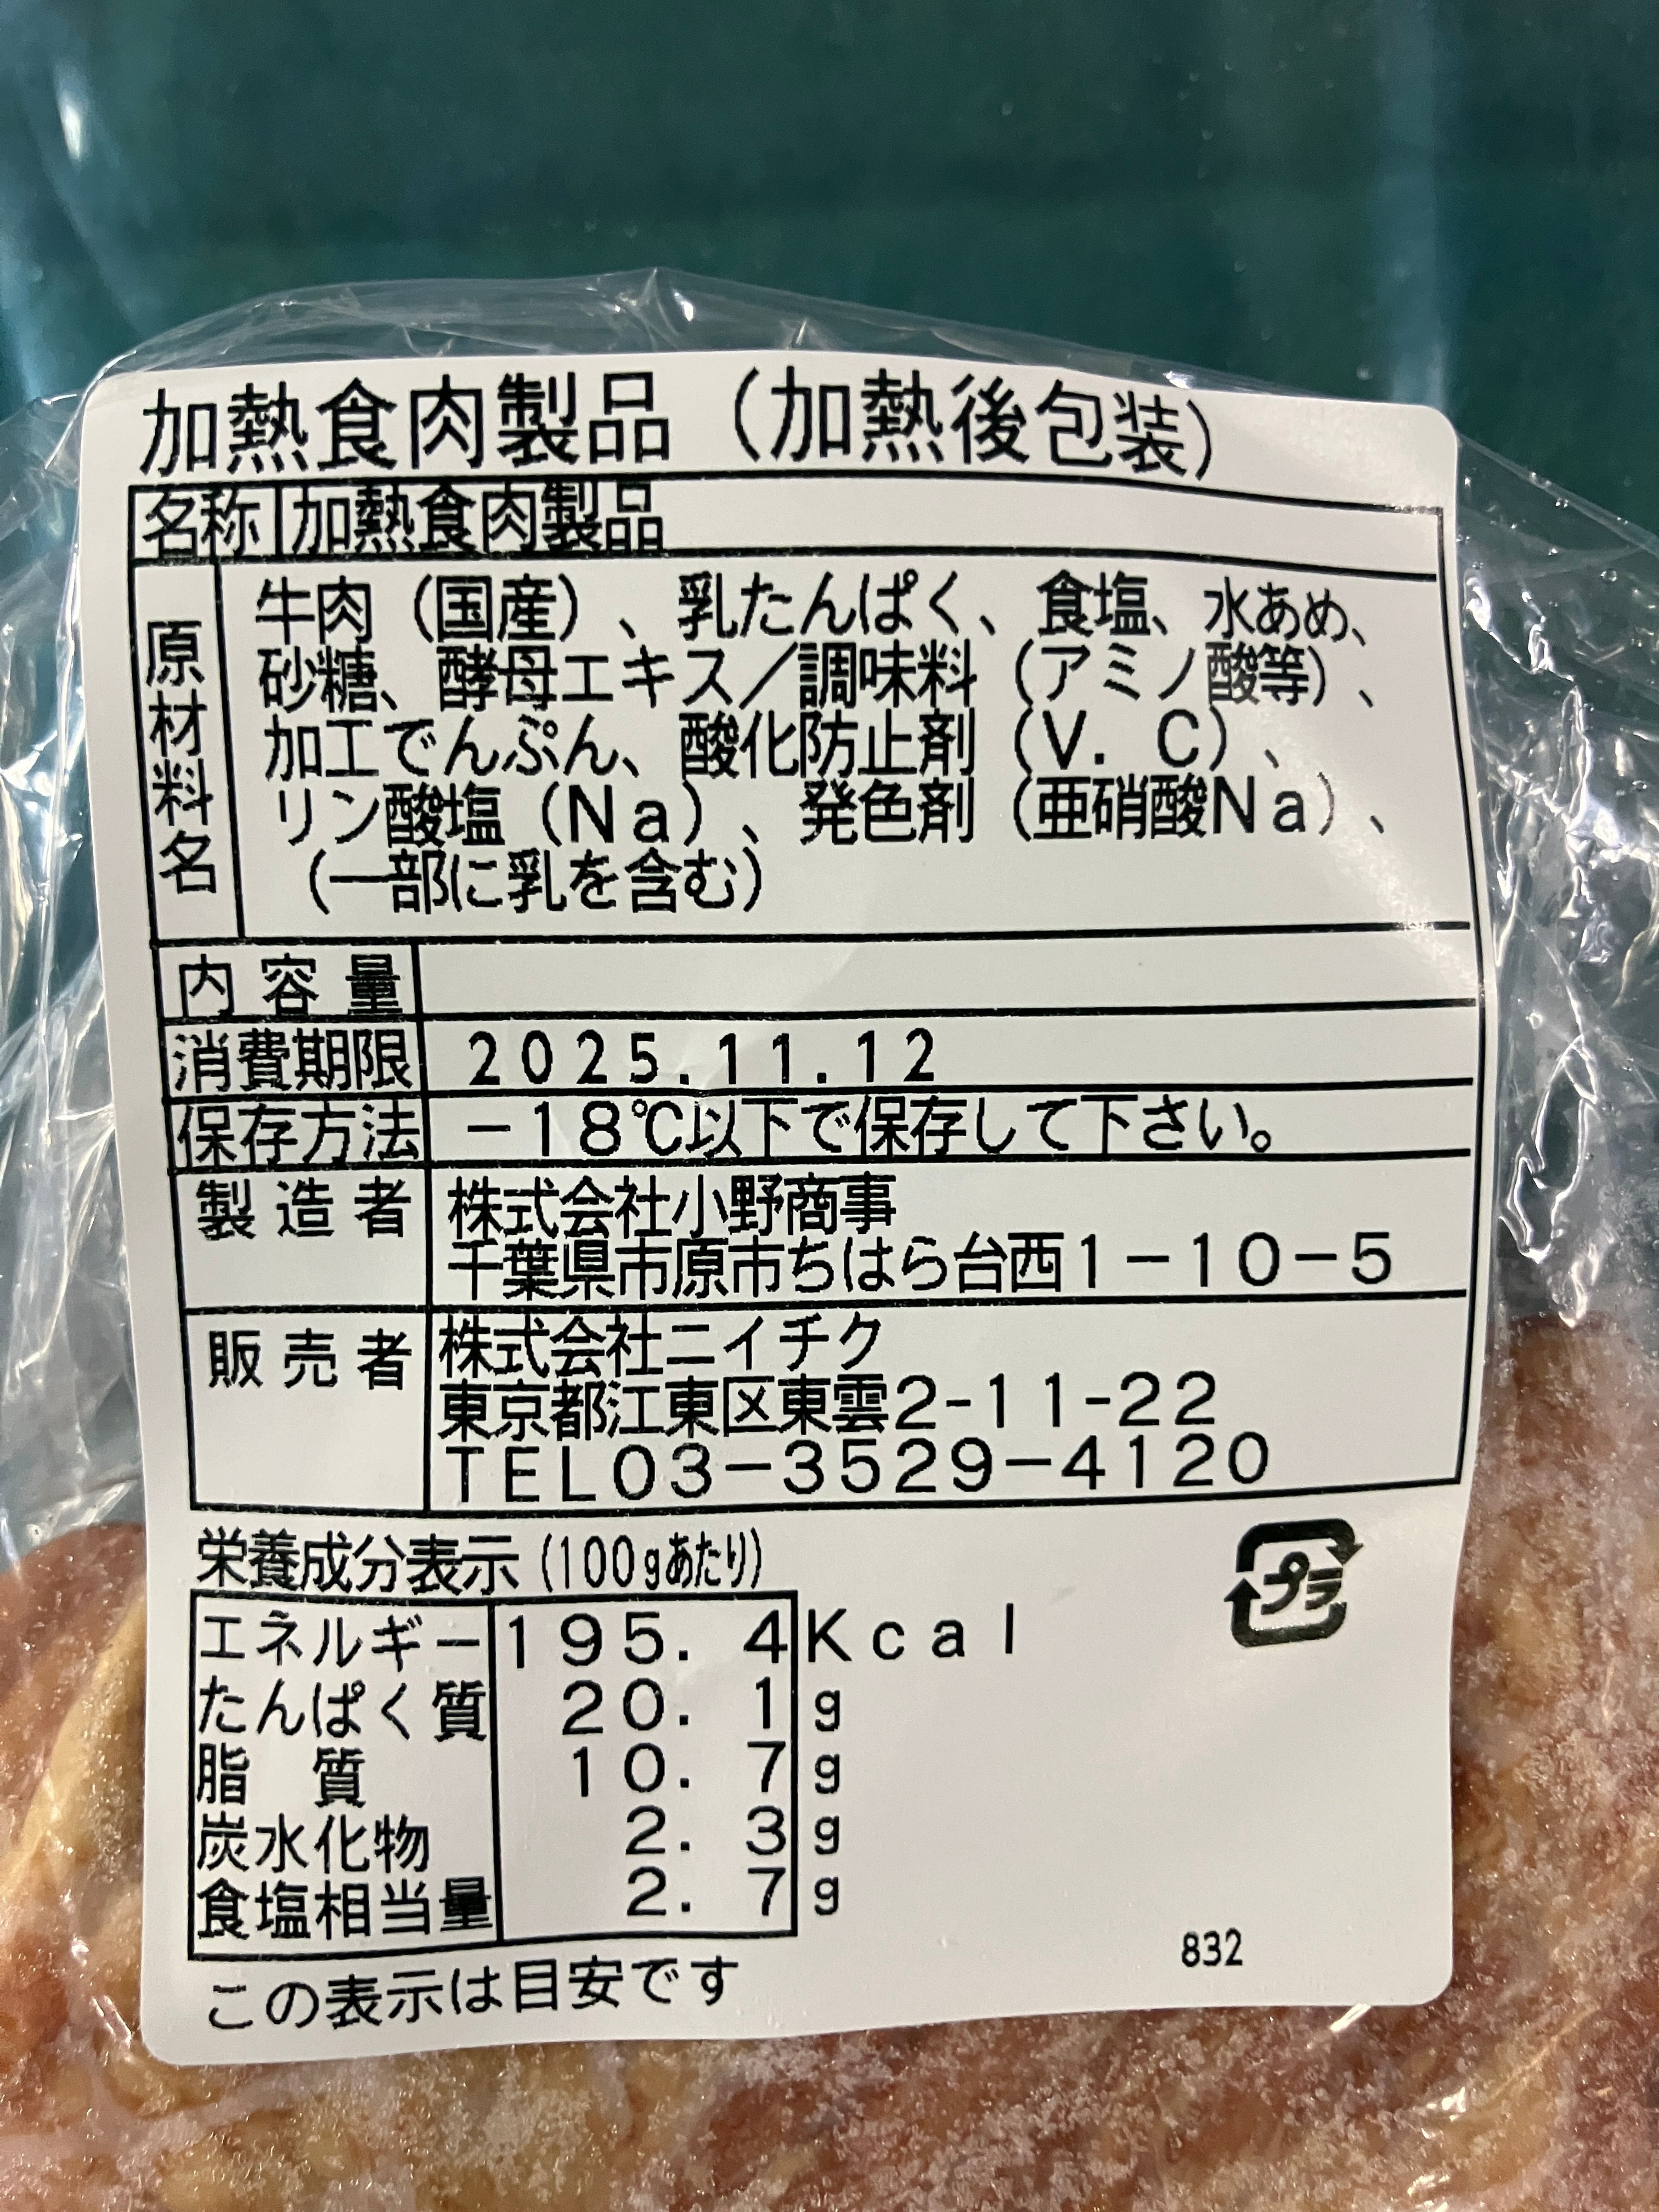 加熱食肉製品（加熱後包装）
名称 加熱食肉製品
原材料名
牛肉（国産）、乳たんぱく、食塩、水あめ、
砂糖、酵母エキス／調味料（アミノ酸等）、
加工でんぷん、酸化防止剤（V．C）、
リン酸塩（Na）、発色剤（亜硝酸Na）、
（一部に乳を含む）
内容量
消費期限 2025.11.12
保存方法 －18℃以下で保存して下さい。
製造者 株式会社小野商事
千葉県市原市ちはら台西1－10－5
販売者 株式会社ニイチク
東京都江東区東雲2-11-22
TEL03－3529－4120
栄養成分表示（100gあたり）
プラ
エネルギー 195.4Kcal
たんぱく質 20.1g
脂質 10.7g
炭水化物 2.3g
食塩相当量 2.7g
832
この表示は目安です